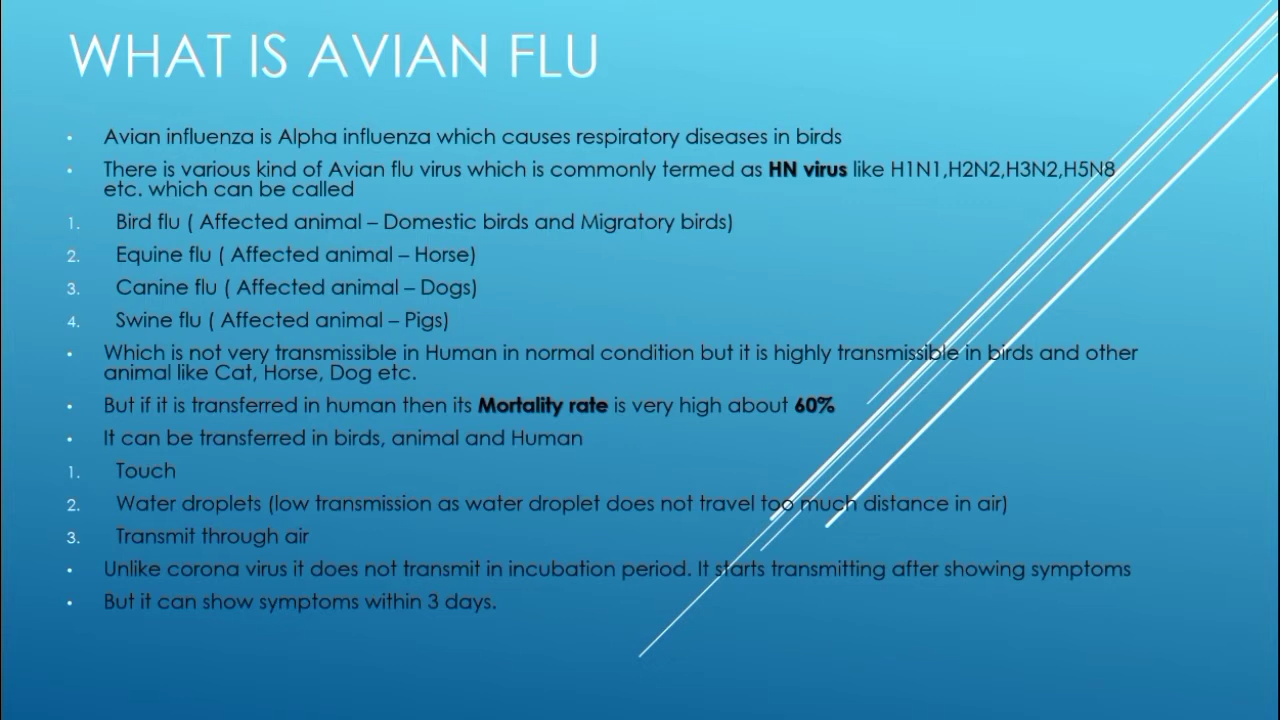 WHAT IS AVIAN FLU
• Avian influenza is Alpha influenza which causes respiratory diseases in birds
• There is various kind of Avian flu virus which is commonly termed as HN virus like H1N1,H2N2,H3N2,H5N8
etc. which can be called
1. Bird flu ( Affected animal – Domestic birds and Migratory birds)
2. Equine flu ( Affected animal – Horse)
3. Canine flu ( Affected animal – Dogs)
4. Swine flu ( Affected animal – Pigs)
• Which is not very transmissible in Human in normal condition but it is highly transmissible in birds and other
animal like Cat, Horse, Dog etc.
• But if it is transferred in human then its Mortality rate is very high about 60%
• It can be transferred in birds, animal and Human
1. Touch
2. Water droplets (low transmission as water droplet does not travel too much distance in air)
3. Transmit through air
• Unlike corona virus it does not transmit in incubation period. It starts transmitting after showing symptoms
• But it can show symptoms within 3 days.